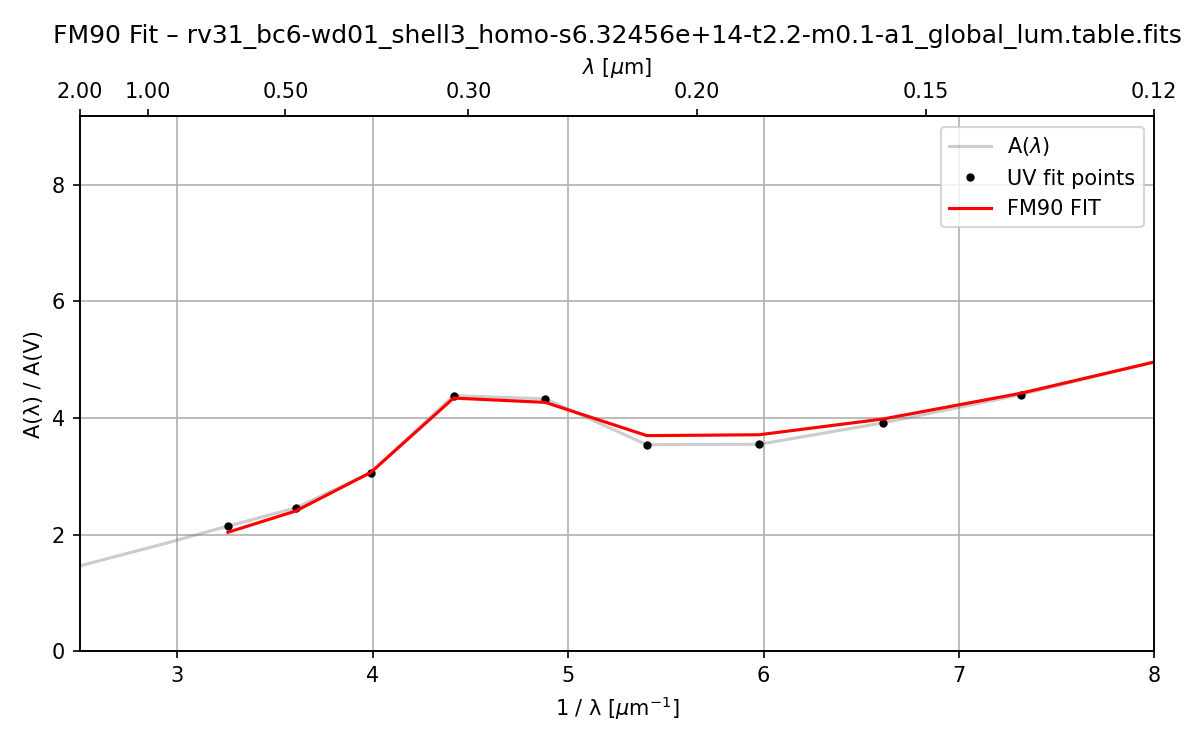 FM90 Fit – rv31_bc6-wd01_shell3_homo-s6.32456e+14-t2.2-m0.1-a1_global_lum.table.fits
λ [μm]
2.00 1.00 0.50 0.30 0.20 0.15 0.12
A(λ)
UV fit points
FM90 FIT
A(λ) / A(V)
8
6
4
2
0
3 4 5 6 7 8
1 / λ [μm⁻¹]